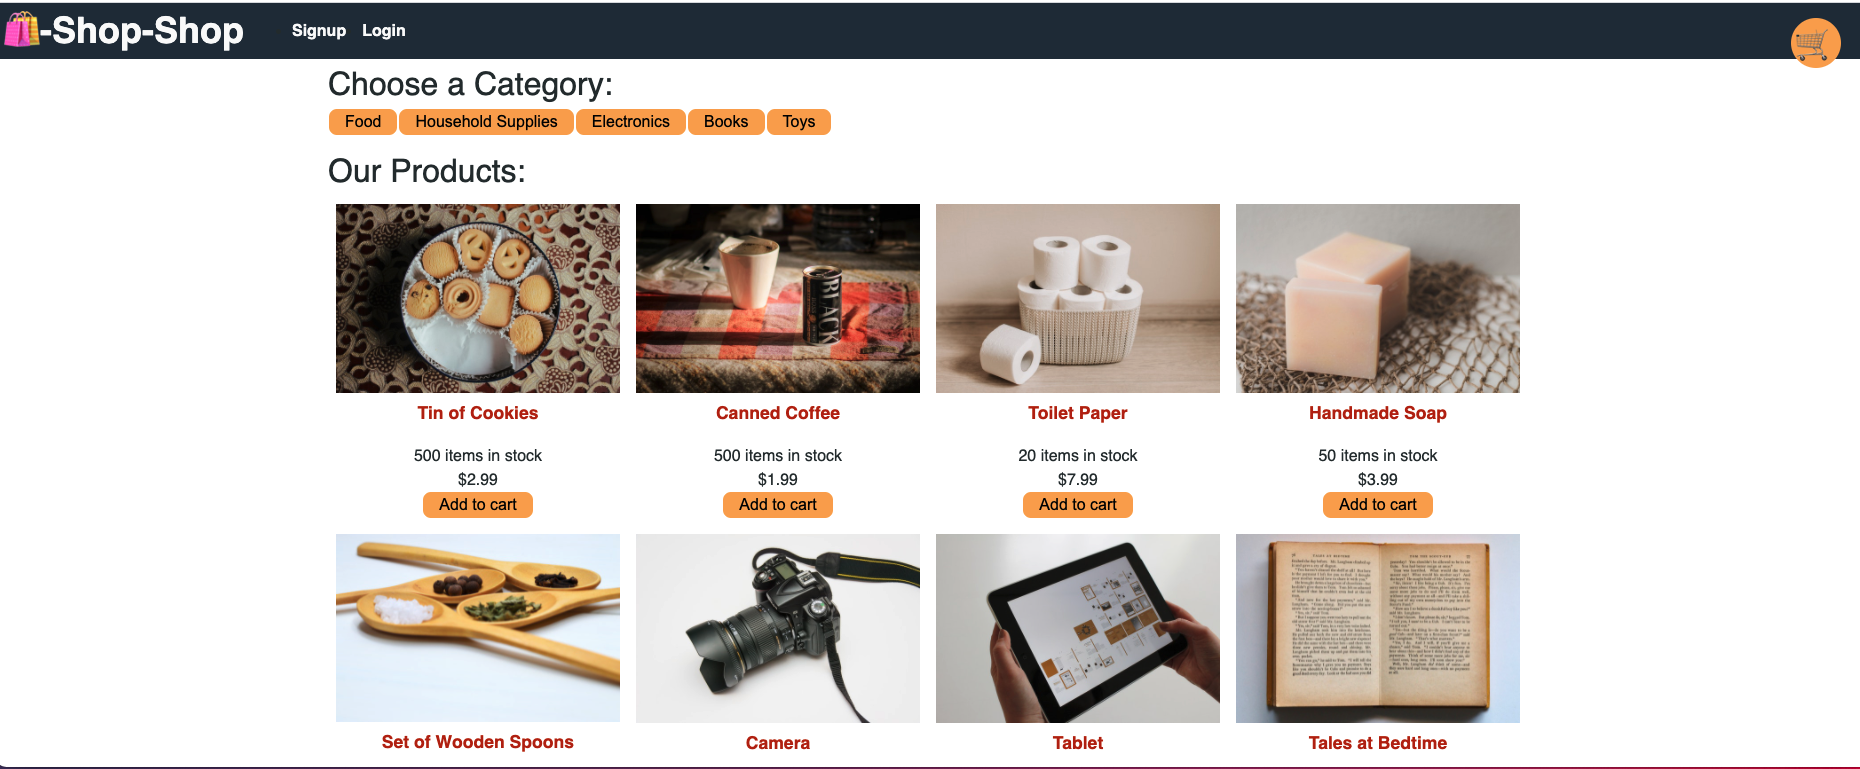 -Shop-Shop
Signup Login
Choose a Category:
Food Household Supplies Electronics Books Toys
Our Products:
BLACK
Tin of Cookies Canned Coffee Toilet Paper Handmade Soap
500 items in stock 500 items in stock 20 items in stock 50 items in stock
$2.99 $1.99 $7.99 $3.99
Add to cart Add to cart Add to cart Add to cart
Set of Wooden Spoons Camera Tablet Tales at Bedtime